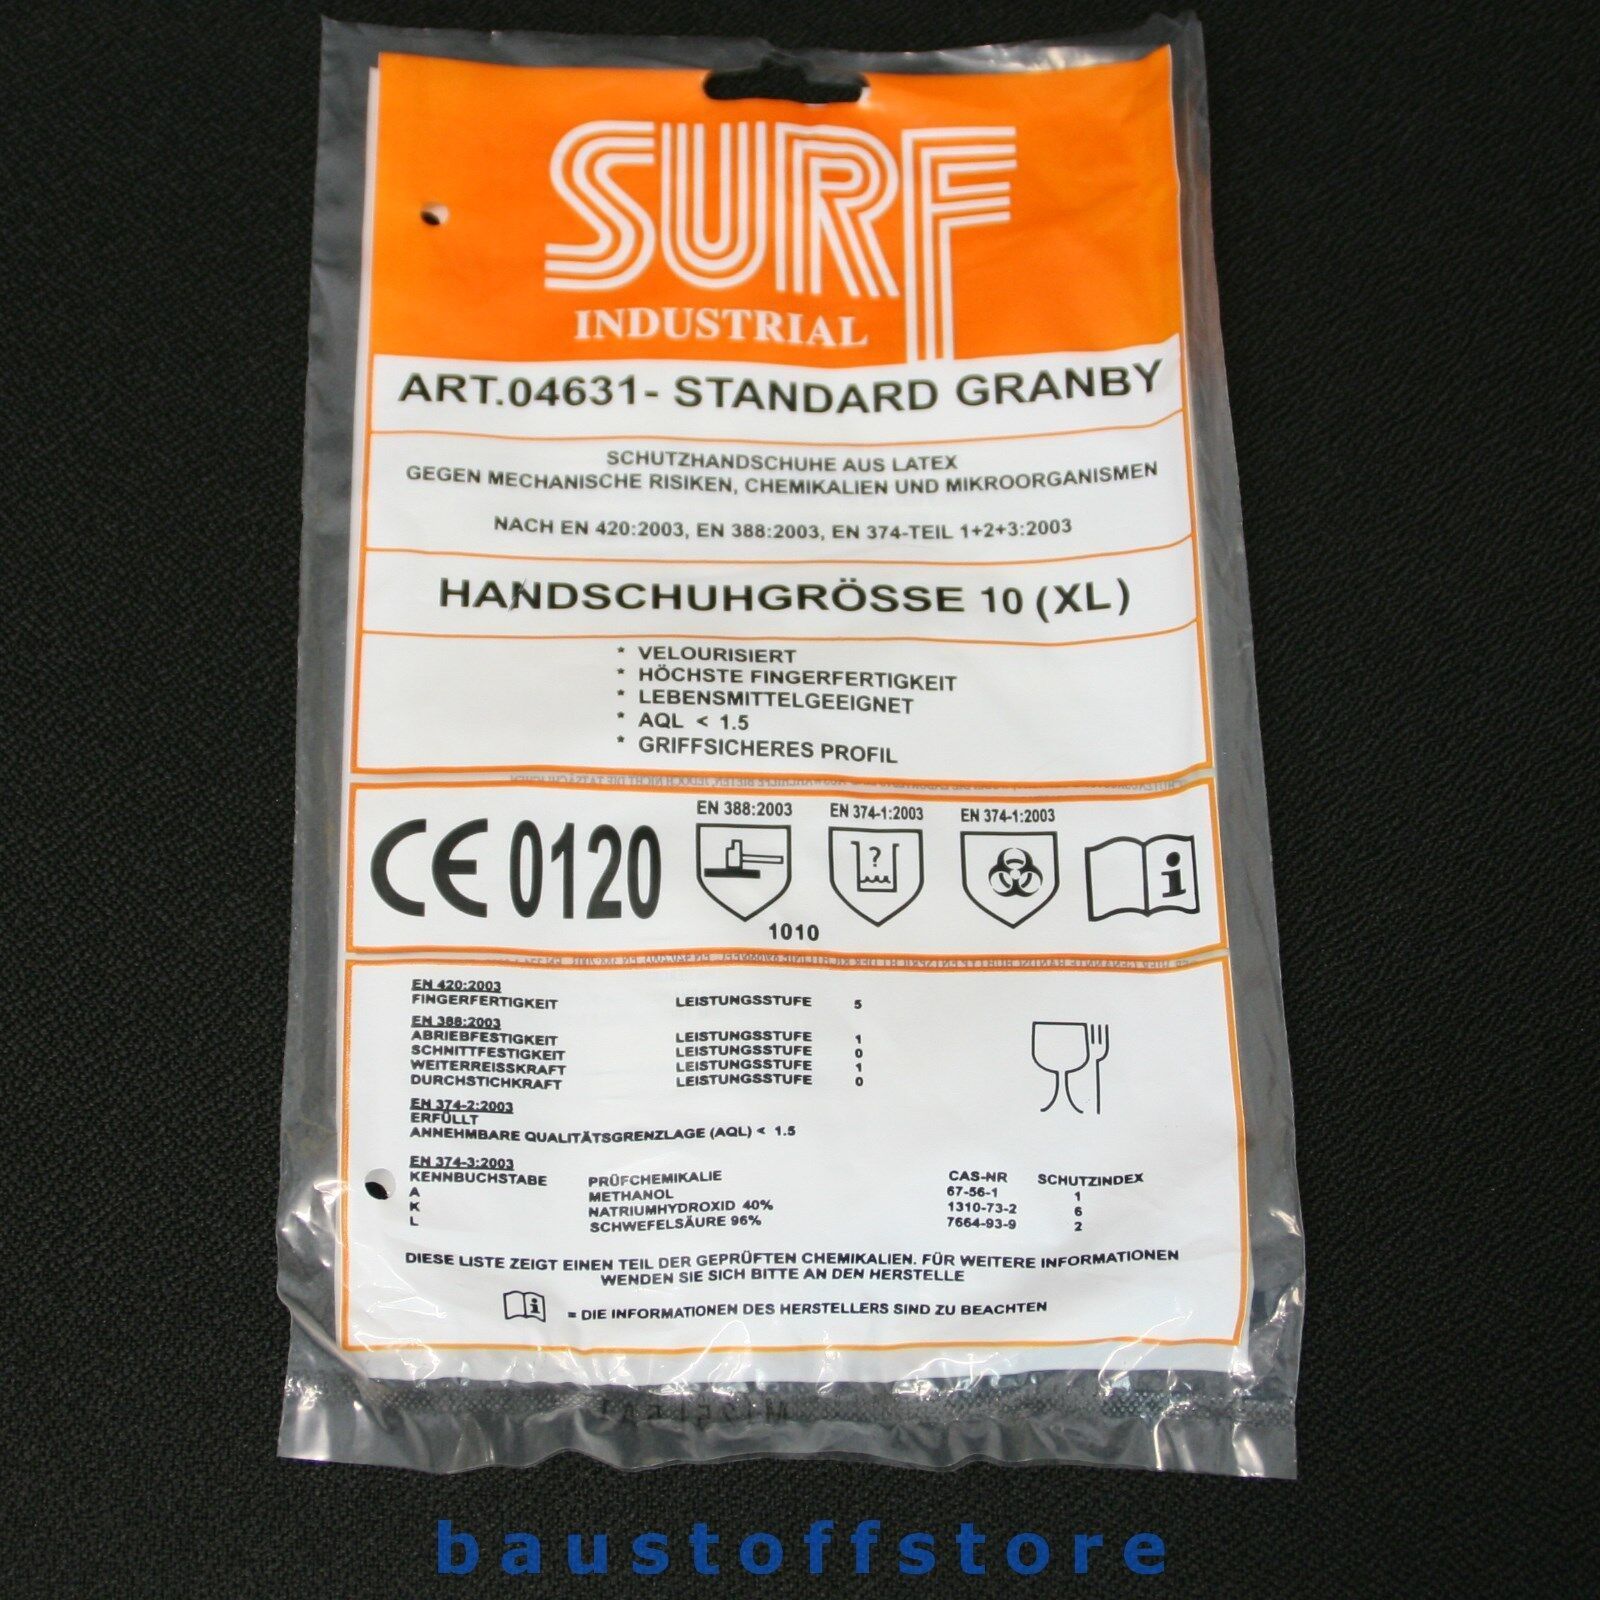 SURF
INDUSTRIAL
ART.04631- STANDARD GRANBY
SCHUTZHANDSCHUHE AUS LATEX
GEGEN MECHANISCHE RISIKEN, CHEMIKALIEN UND MIKROORGANISMEN
NACH EN 420:2003, EN 388:2003, EN 374-TEIL 1+2+3:2003
HANDSCHUHGRÖSSE 10 (XL)
* VELOURISIERT
* HÖCHSTE FINGERFERTIGKEIT
* LEBENSMITTELGEEIGNET
* AQL < 1.5
* GRIFFSICHERES PROFIL
CE 0120
EN 388:2003 EN 374-1:2003 EN 374-1:2003
? i
1010
EN 420:2003
FINGERFERTIGKEIT LEISTUNGSSTUFE 5
EN 388:2003
ABRIEBFESTIGKEIT LEISTUNGSSTUFE 1
SCHNITTFESTIGKEIT LEISTUNGSSTUFE 0
WEITERREISSKRAFT LEISTUNGSSTUFE 1
DURCHSTICHKRAFT LEISTUNGSSTUFE 0
EN 374-2:2003
ERFÜLLT
ANNEHMBARE QUALITÄTSGRENZLAGE (AQL) < 1.5
EN 374-3:2003
KENNBUCHSTABE PRÜFCHEMIKALIE CAS-NR SCHUTZINDEX
A METHANOL 67-56-1 1
K NATRIUMHYDROXID 40% 1310-73-2 6
L SCHWEFELSÄURE 96% 7664-93-9 2
DIESE LISTE ZEIGT EINEN TEIL DER GEPRÜFTEN CHEMIKALIEN. FÜR WEITERE INFORMATIONEN
WENDEN SIE SICH BITTE AN DEN HERSTELLE
i = DIE INFORMATIONEN DES HERSTELLERS SIND ZU BEACHTEN
baustoffstore